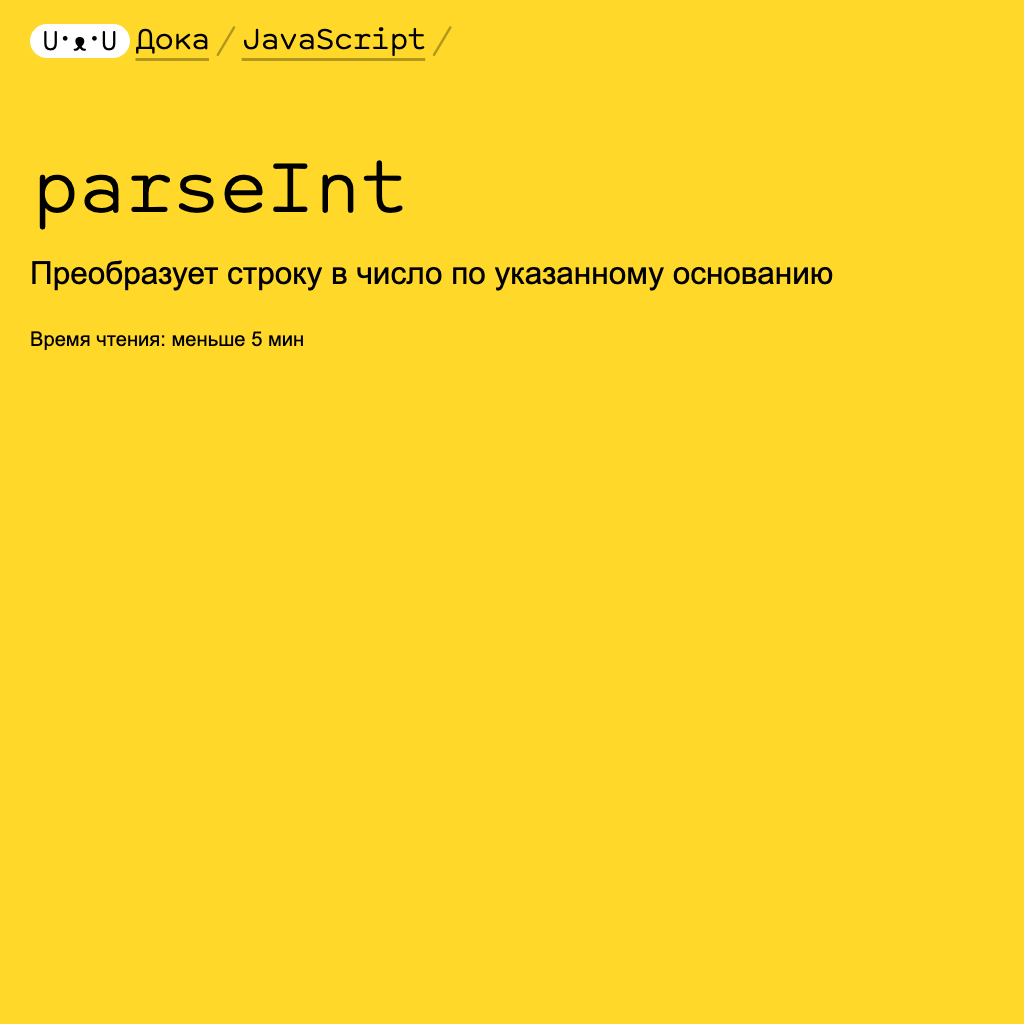 U·ᴥ·U Дока / JavaScript /
parseInt
Преобразует строку в число по указанному основанию
Время чтения: меньше 5 мин